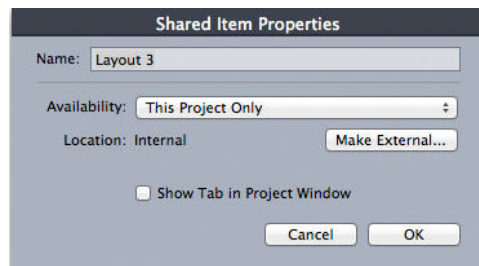 Shared Item Properties
Name: Layout 3
Availability: This Project Only
Location: Internal Make External...
Show Tab in Project Window
Cancel OK